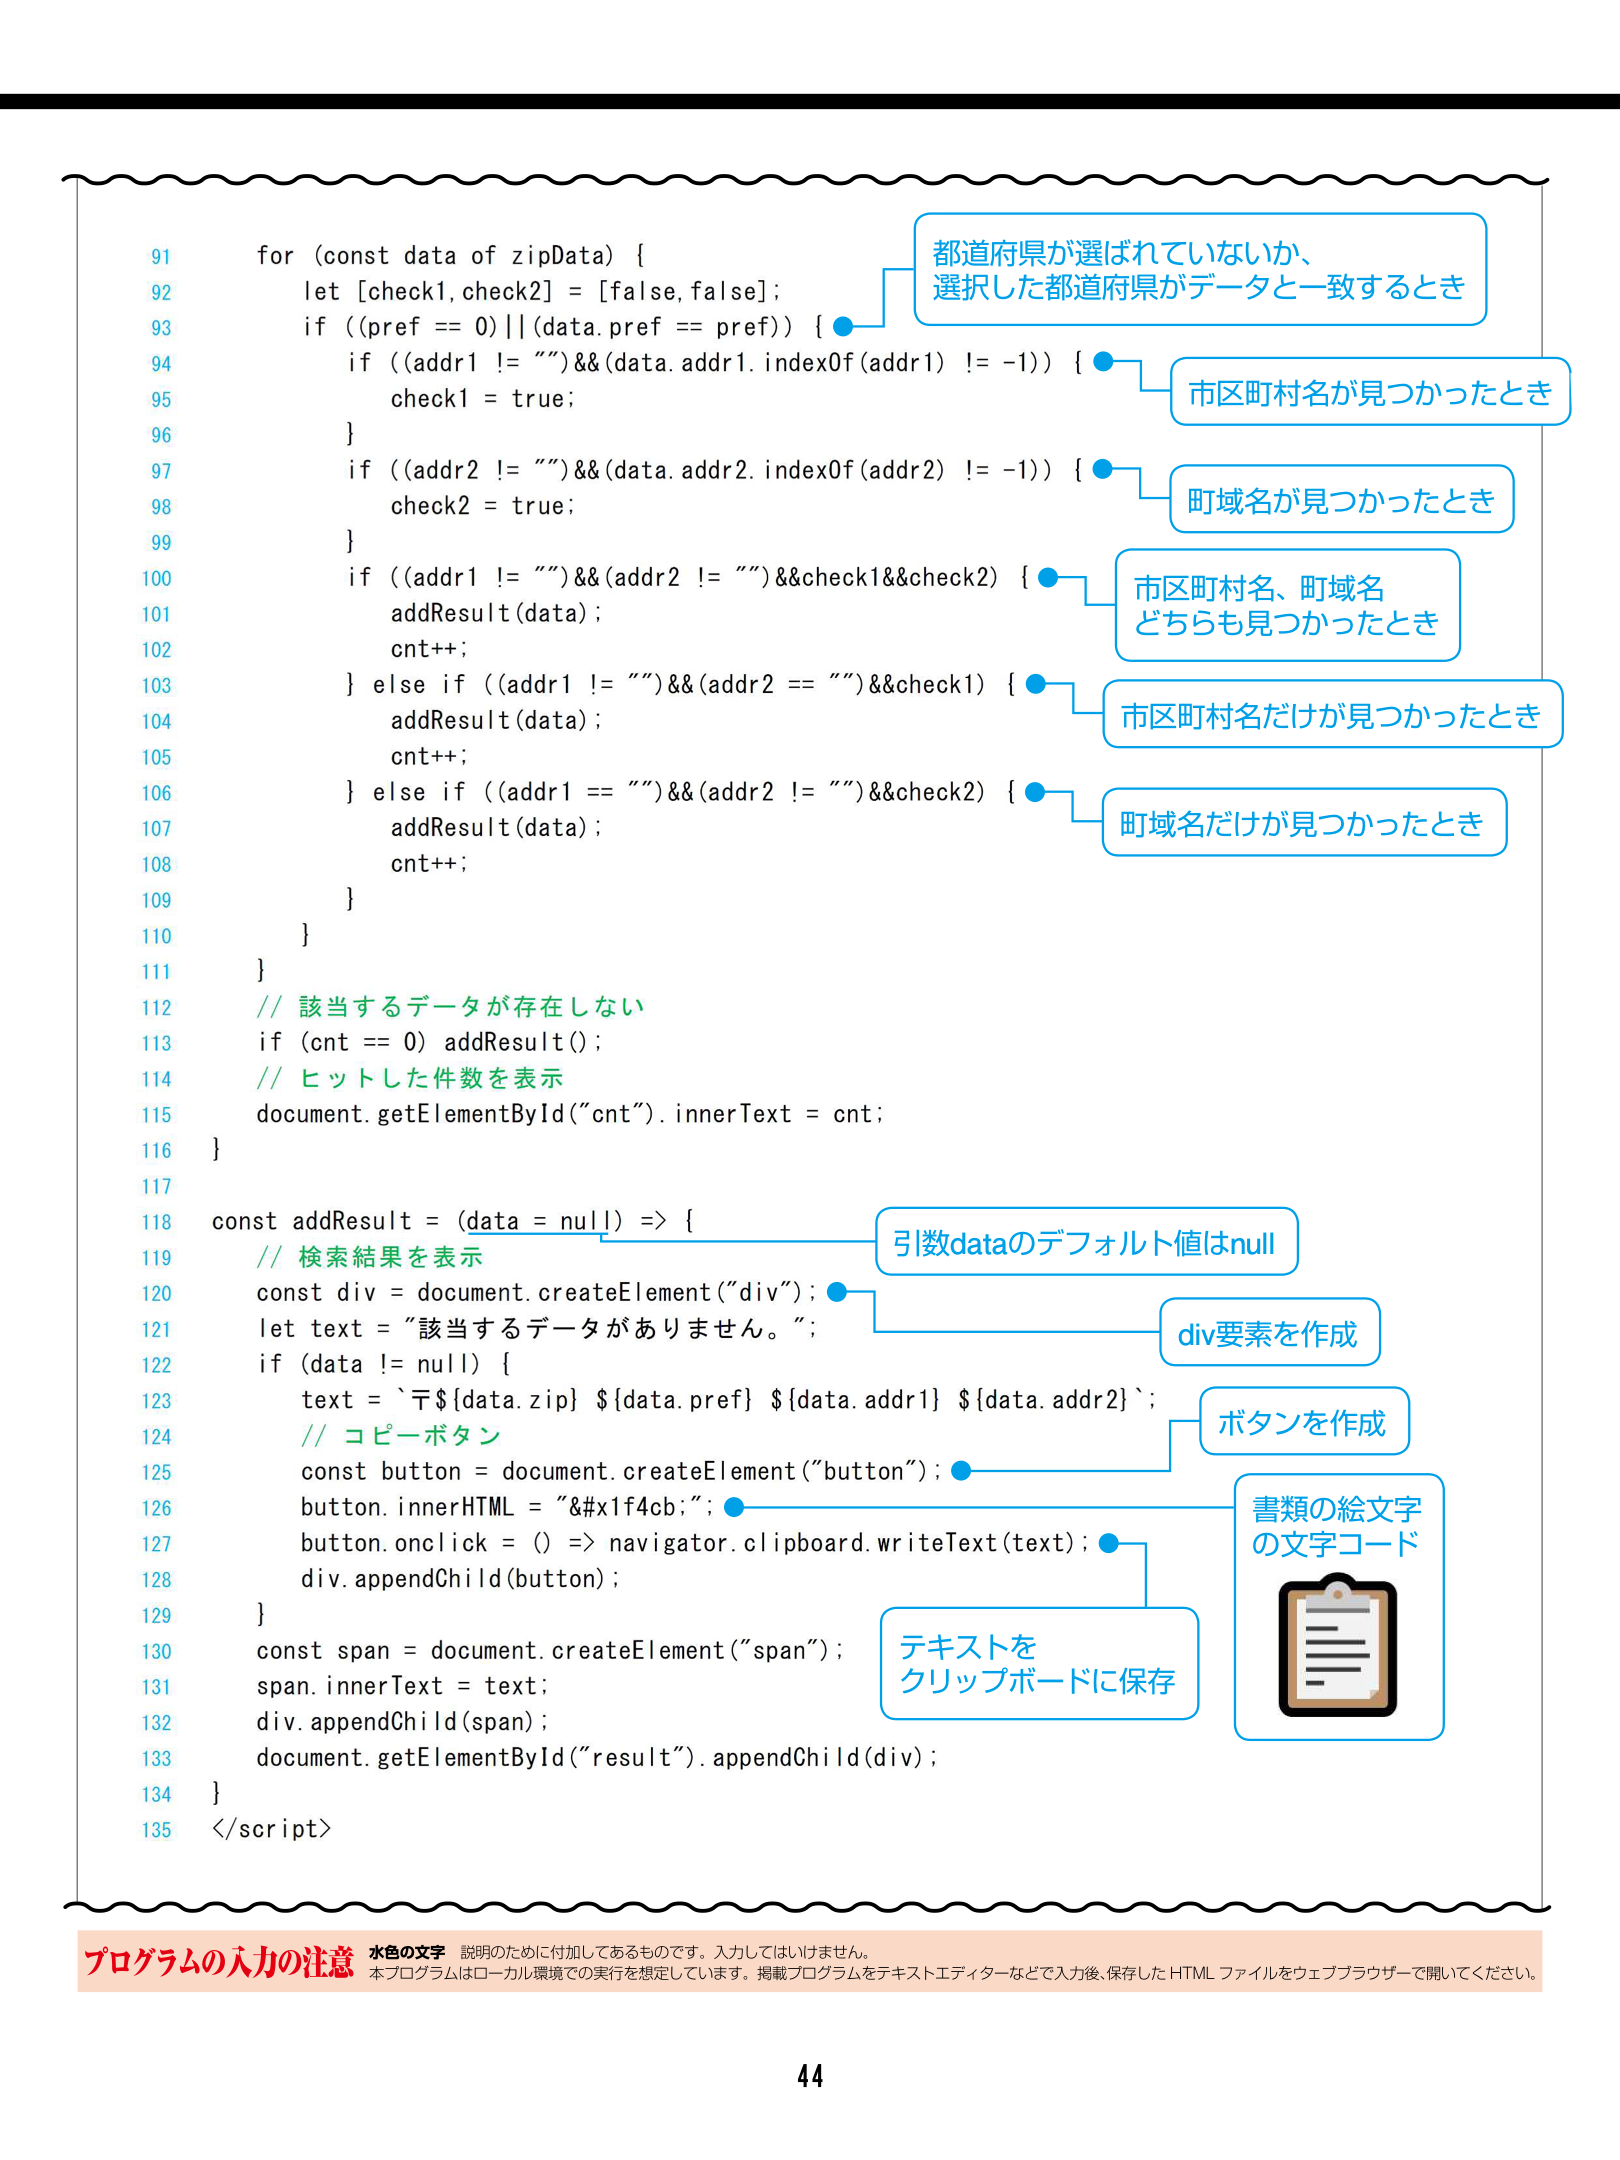 91 for (const data of zipData) {
都道府県が選ばれていないか、
選択した都道府県がデータと一致するとき
92 let [check1,check2] = [false,false];
93 if ((pref == 0)||(data.pref == pref)) {
94 if ((addr1 != "")&&(data.addr1.indexOf(addr1) != -1)) {
市区町村名が見つかったとき
95 check1 = true;
96 }
97 if ((addr2 != "")&&(data.addr2.indexOf(addr2) != -1)) {
町域名が見つかったとき
98 check2 = true;
99 }
100 if ((addr1 != "")&&(addr2 != "")&&check1&&check2) {
市区町村名、町域名
どちらも見つかったとき
101 addResult(data);
102 cnt++;
103 } else if ((addr1 != "")&&(addr2 == "")&&check1) {
市区町村名だけが見つかったとき
104 addResult(data);
105 cnt++;
106 } else if ((addr1 == "")&&(addr2 != "")&&check2) {
町域名だけが見つかったとき
107 addResult(data);
108 cnt++;
109 }
110 }
111 }
112 // 該当するデータが存在しない
113 if (cnt == 0) addResult();
114 // ヒットした件数を表示
115 document.getElementById("cnt").innerText = cnt;
116 }
117
118 const addResult = (data = null) => {
引数dataのデフォルト値はnull
119 // 検索結果を表示
120 const div = document.createElement("div");
div要素を作成
121 let text = "該当するデータがありません。";
122 if (data != null) {
123 text = `〒${data.zip} ${data.pref} ${data.addr1} ${data.addr2}`;
ボタンを作成
124 // コピーボタン
125 const button = document.createElement("button");
126 button.innerHTML = "&#x1f4cb;";
書類の絵文字
の文字コード
127 button.onclick = () => navigator.clipboard.writeText(text);
テキストを
クリップボードに保存
128 div.appendChild(button);
129 }
130 const span = document.createElement("span");
131 span.innerText = text;
132 div.appendChild(span);
133 document.getElementById("result").appendChild(div);
134 }
135 </script>
プログラムの入力の注意
水色の文字 説明のために付加してあるものです。入力してはいけません。
本プログラムはローカル環境での実行を想定しています。掲載プログラムをテキストエディターなどで入力後、保存した HTML ファイルをウェブブラウザーで開いてください。
44